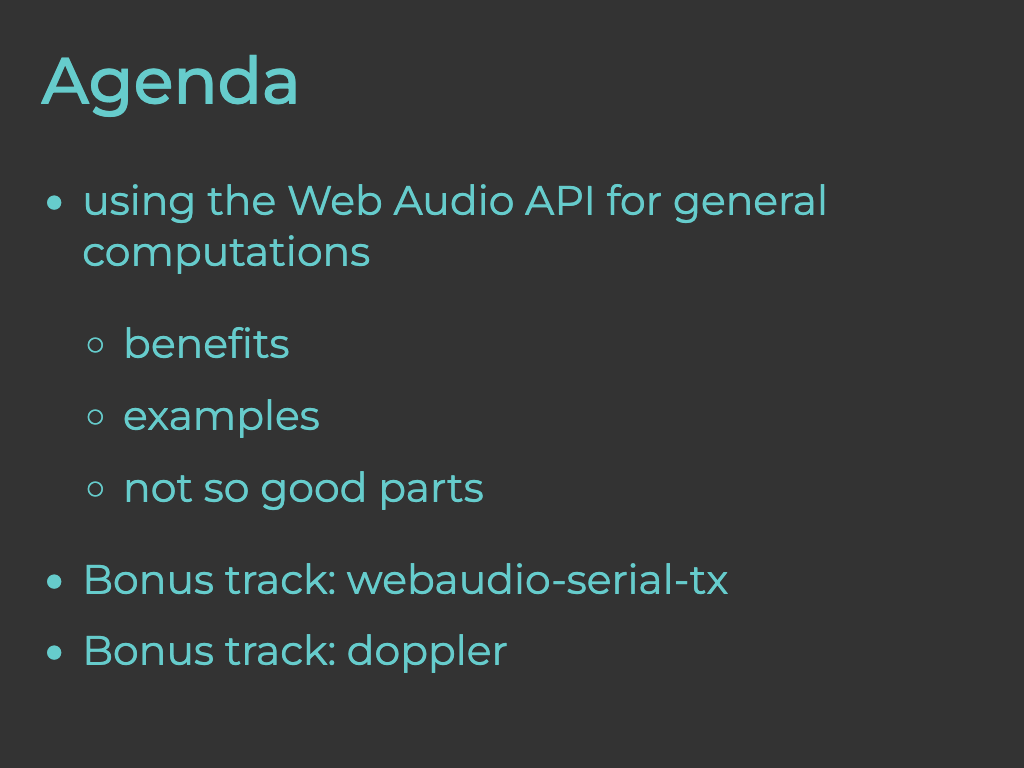 Agenda
using the Web Audio API for general
computations
benefits
examples
not so good parts
Bonus track: webaudio-serial-tx
Bonus track: doppler